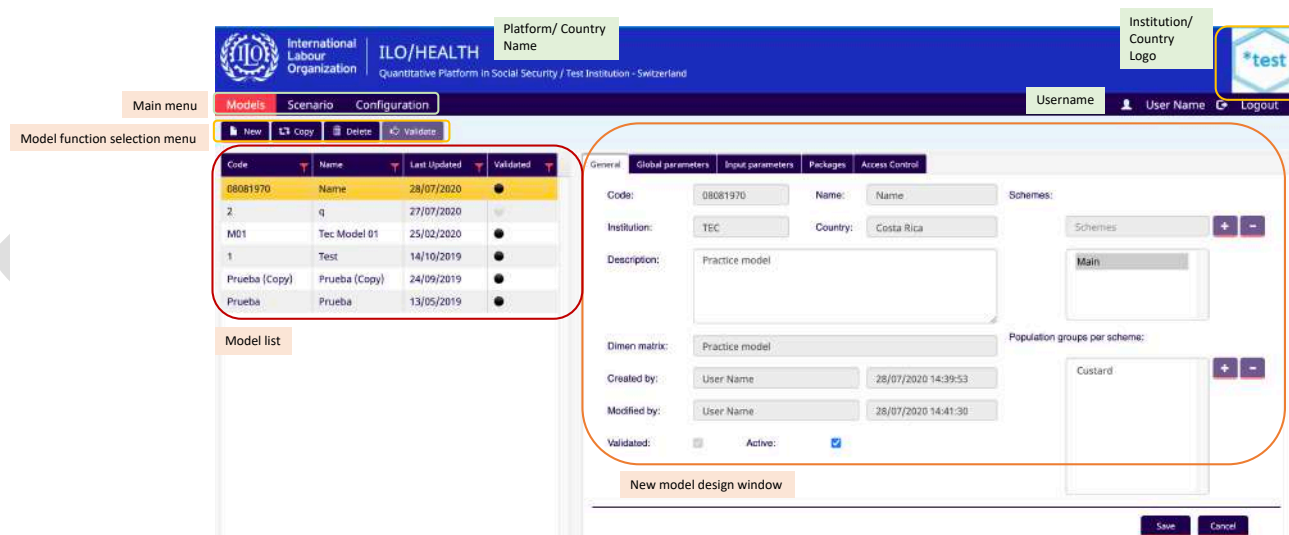 Platform/ Country
Name
Institution/
Country
Logo
International
Labour
Organization
ILO/HEALTH
Quantitative Platform in Social Security / Test Institution - Switzerland
*test
Main menu
Models Scenario Configuration
Username
User Name Logout
Model function selection menu
New Copy Delete Validate
Code Name Last Updated Validated
08081970 Name 28/07/2020
2 q 27/07/2020
M01 Tec Model 01 25/02/2020
1 Test 14/10/2019
Prueba (Copy) Prueba (Copy) 24/09/2019
Prueba Prueba 13/05/2019
Model list
General Global parameters Input parameters Packages Access Control
Code: 08081970 Name: Name Schemes:
Institution: TEC Country: Costa Rica Schemes + -
Description: Practice model Main
Dimen matrix: Practice model Population groups per scheme:
Created by: User Name 28/07/2020 14:39:53 Custard + -
Modified by: User Name 28/07/2020 14:41:30
Validated: Active:
New model design window
Save Cancel